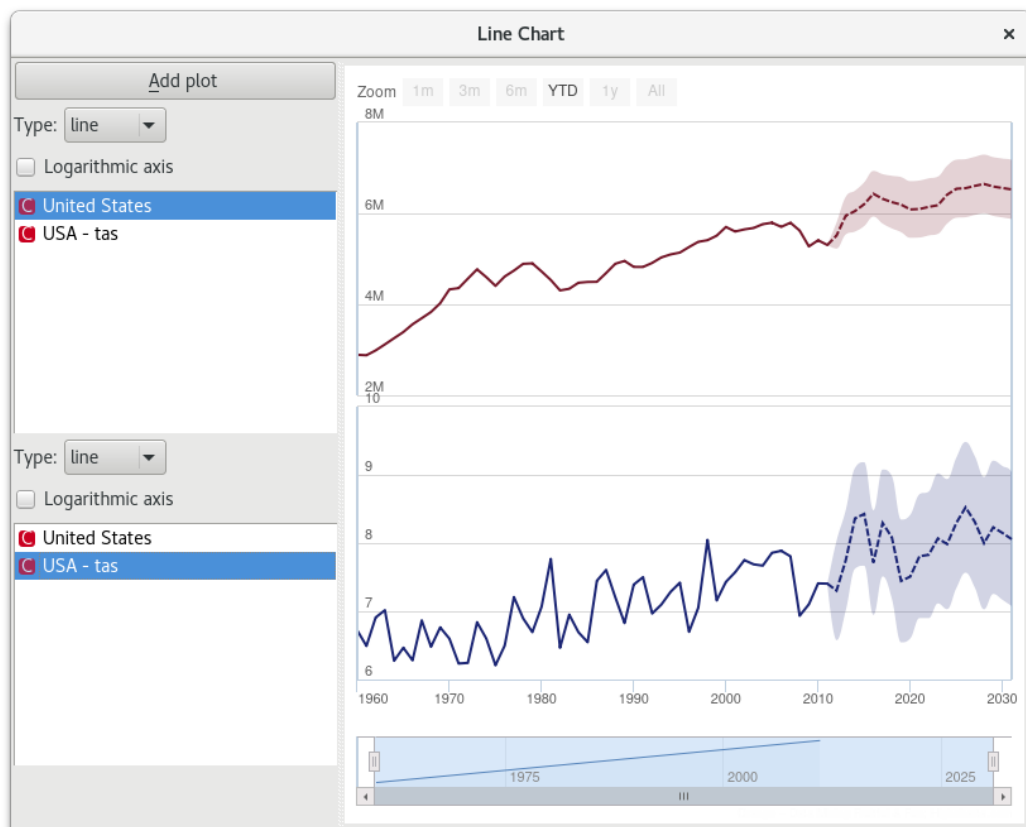 Line Chart ×
Add plot
Type: line
Logarithmic axis
C United States
C USA - tas
Type: line
Logarithmic axis
C United States
C USA - tas
Zoom 1m 3m 6m YTD 1y All
8M
6M
4M
2M
10
9
8
7
6
1960 1970 1980 1990 2000 2010 2020 2030
1975 2000 2025